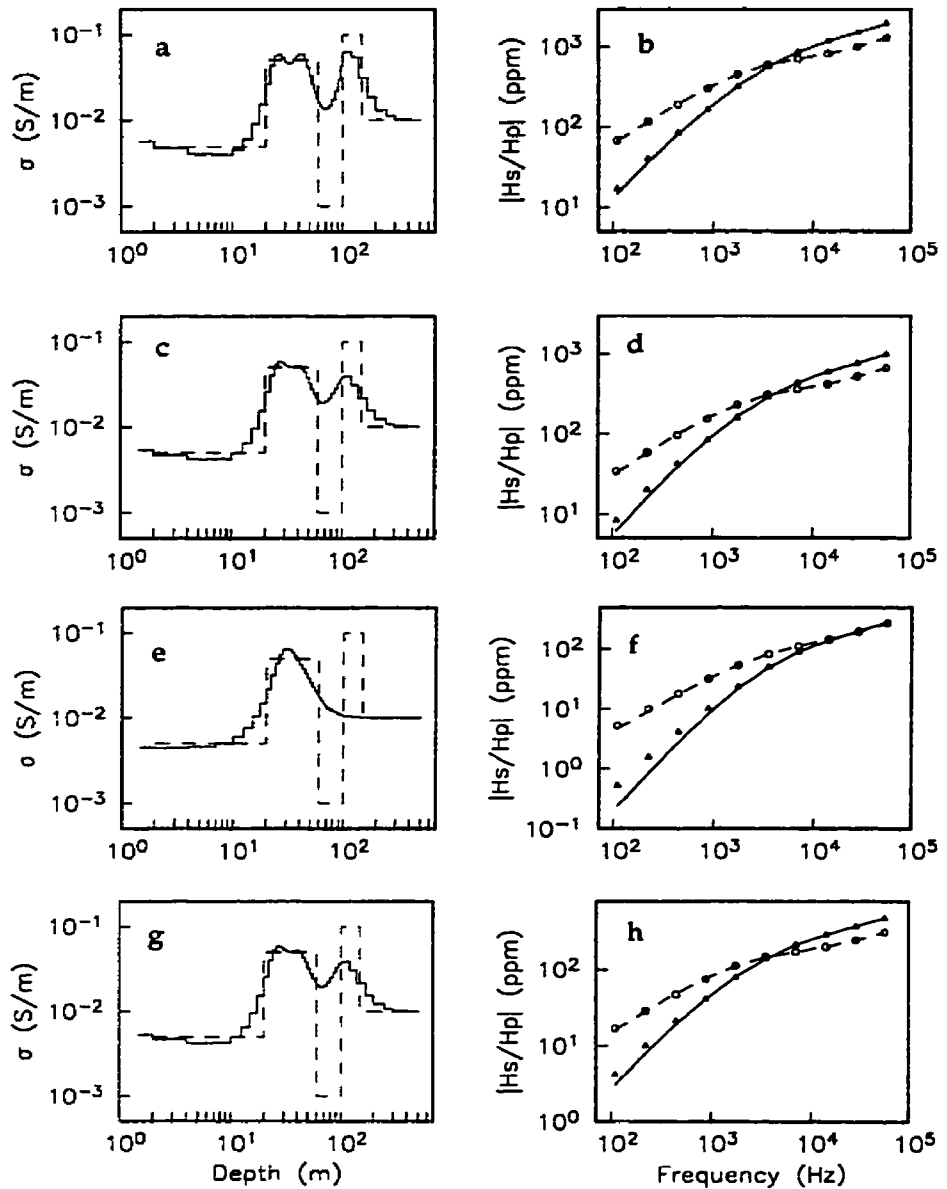 a
σ (S/m)
10⁻¹
10⁻²
10⁻³
10⁰ 10¹ 10²
b
|Hs/Hp| (ppm)
10³
10²
10¹
10² 10³ 10⁴ 10⁵
c
σ (S/m)
10⁻¹
10⁻²
10⁻³
10⁰ 10¹ 10²
d
|Hs/Hp| (ppm)
10³
10²
10¹
10² 10³ 10⁴ 10⁵
e
σ (S/m)
10⁻¹
10⁻²
10⁻³
10⁰ 10¹ 10²
f
|Hs/Hp| (ppm)
10²
10¹
10⁰
10⁻¹
10² 10³ 10⁴ 10⁵
g
σ (S/m)
10⁻¹
10⁻²
10⁻³
10⁰ 10¹ 10²
Depth (m)
h
|Hs/Hp| (ppm)
10²
10¹
10⁰
10² 10³ 10⁴ 10⁵
Frequency (Hz)